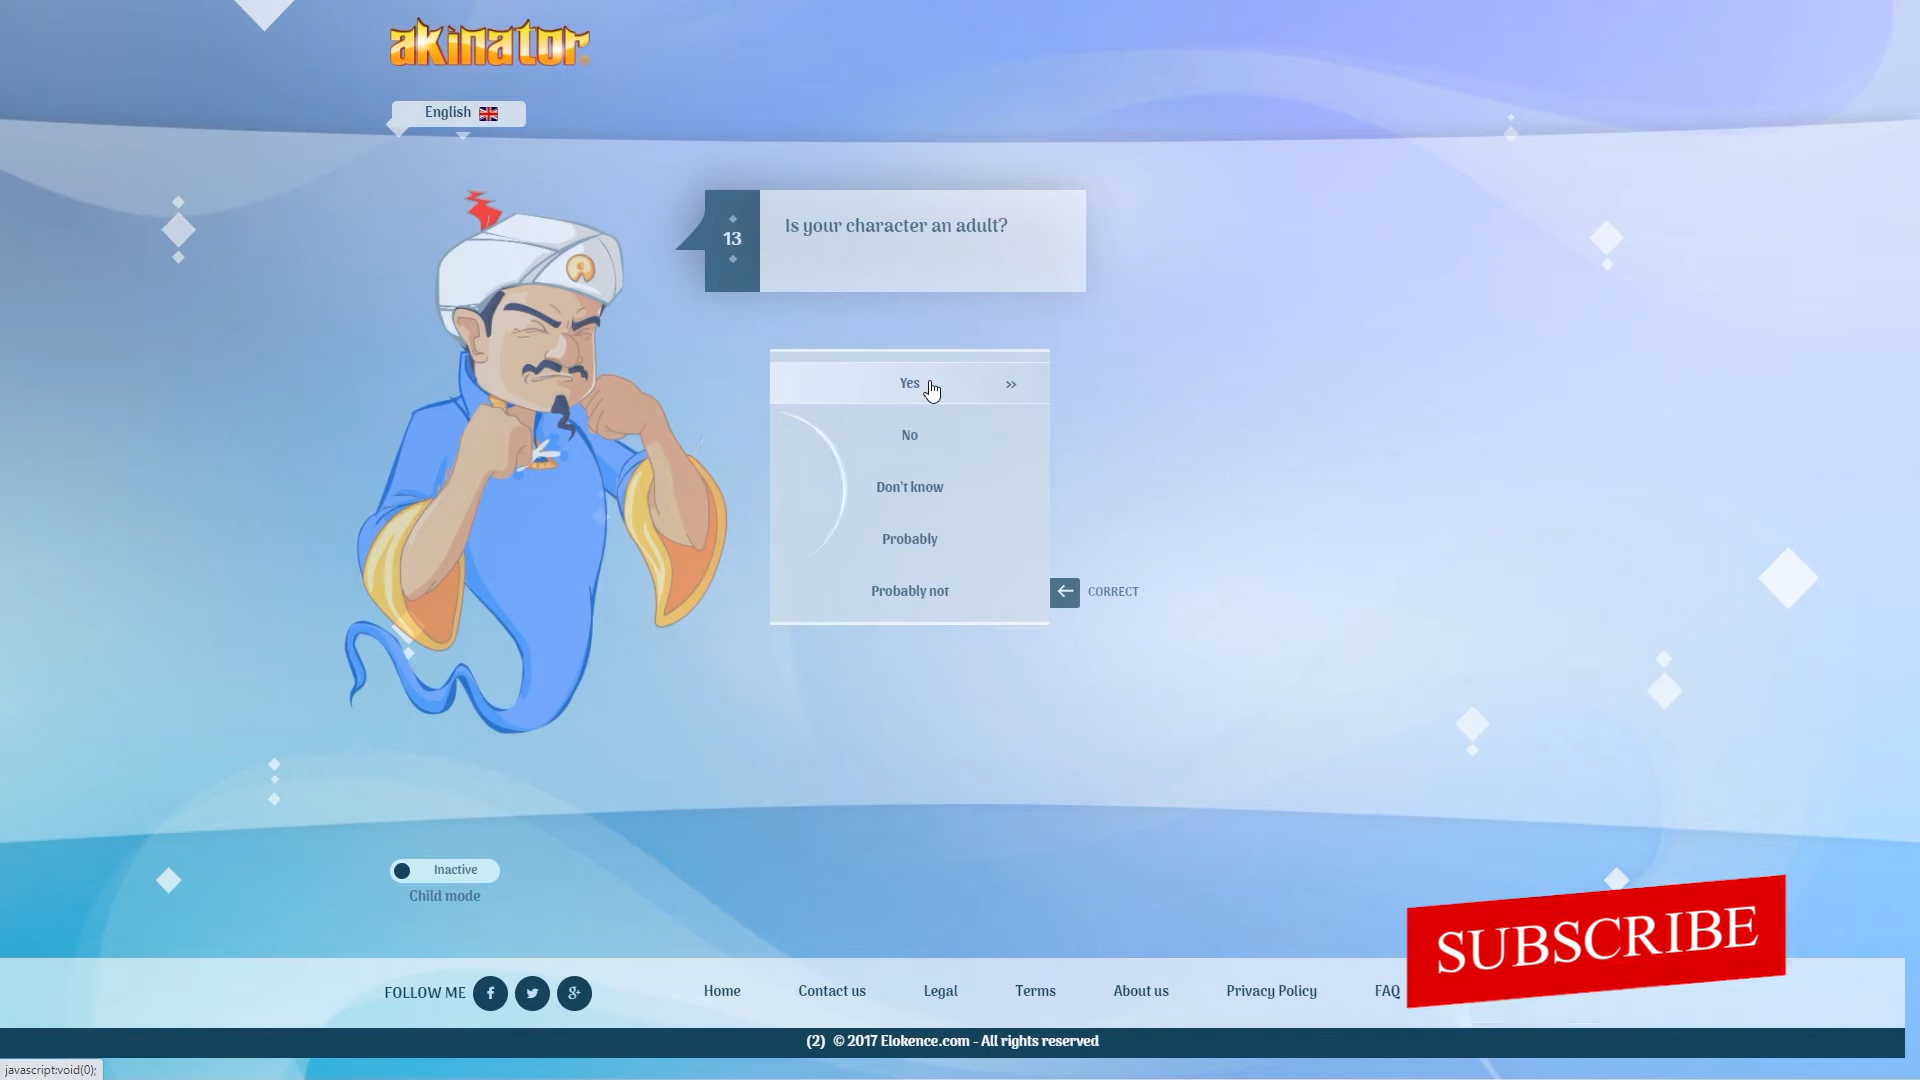 akinator
English
13
Is your character an adult?
Yes »
No
Don't know
Probably
Probably not
CORRECT
Inactive
Child mode
SUBSCRIBE
FOLLOW ME
Home Contact us Legal Terms About us Privacy Policy FAQ
(2) © 2017 Elokence.com - All rights reserved
javascript:void(0);